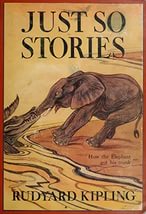 JUST SO
STORIES
How the Elephant
got his trunk
RUDYARD KIPLING